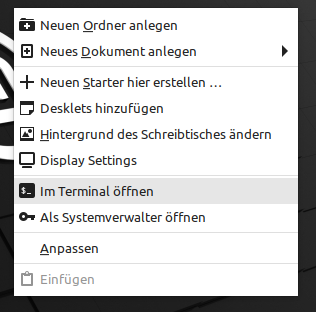 Neuen Ordner anlegen
Neues Dokument anlegen
Neuen Starter hier erstellen …
Desklets hinzufügen
Hintergrund des Schreibtisches ändern
Display Settings
Im Terminal öffnen
Als Systemverwalter öffnen
Anpassen
Einfügen